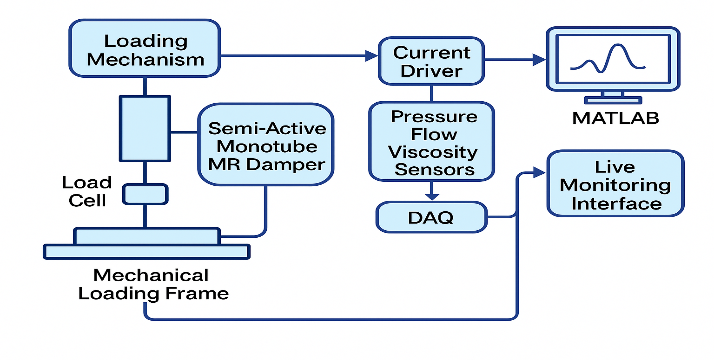 Loading
Mechanism
Current
Driver
MATLAB
Semi-Active
Monotube
MR Damper
Pressure
Flow
Viscosity
Sensors
Load
Cell
DAQ
Live
Monitoring
Interface
Mechanical
Loading Frame